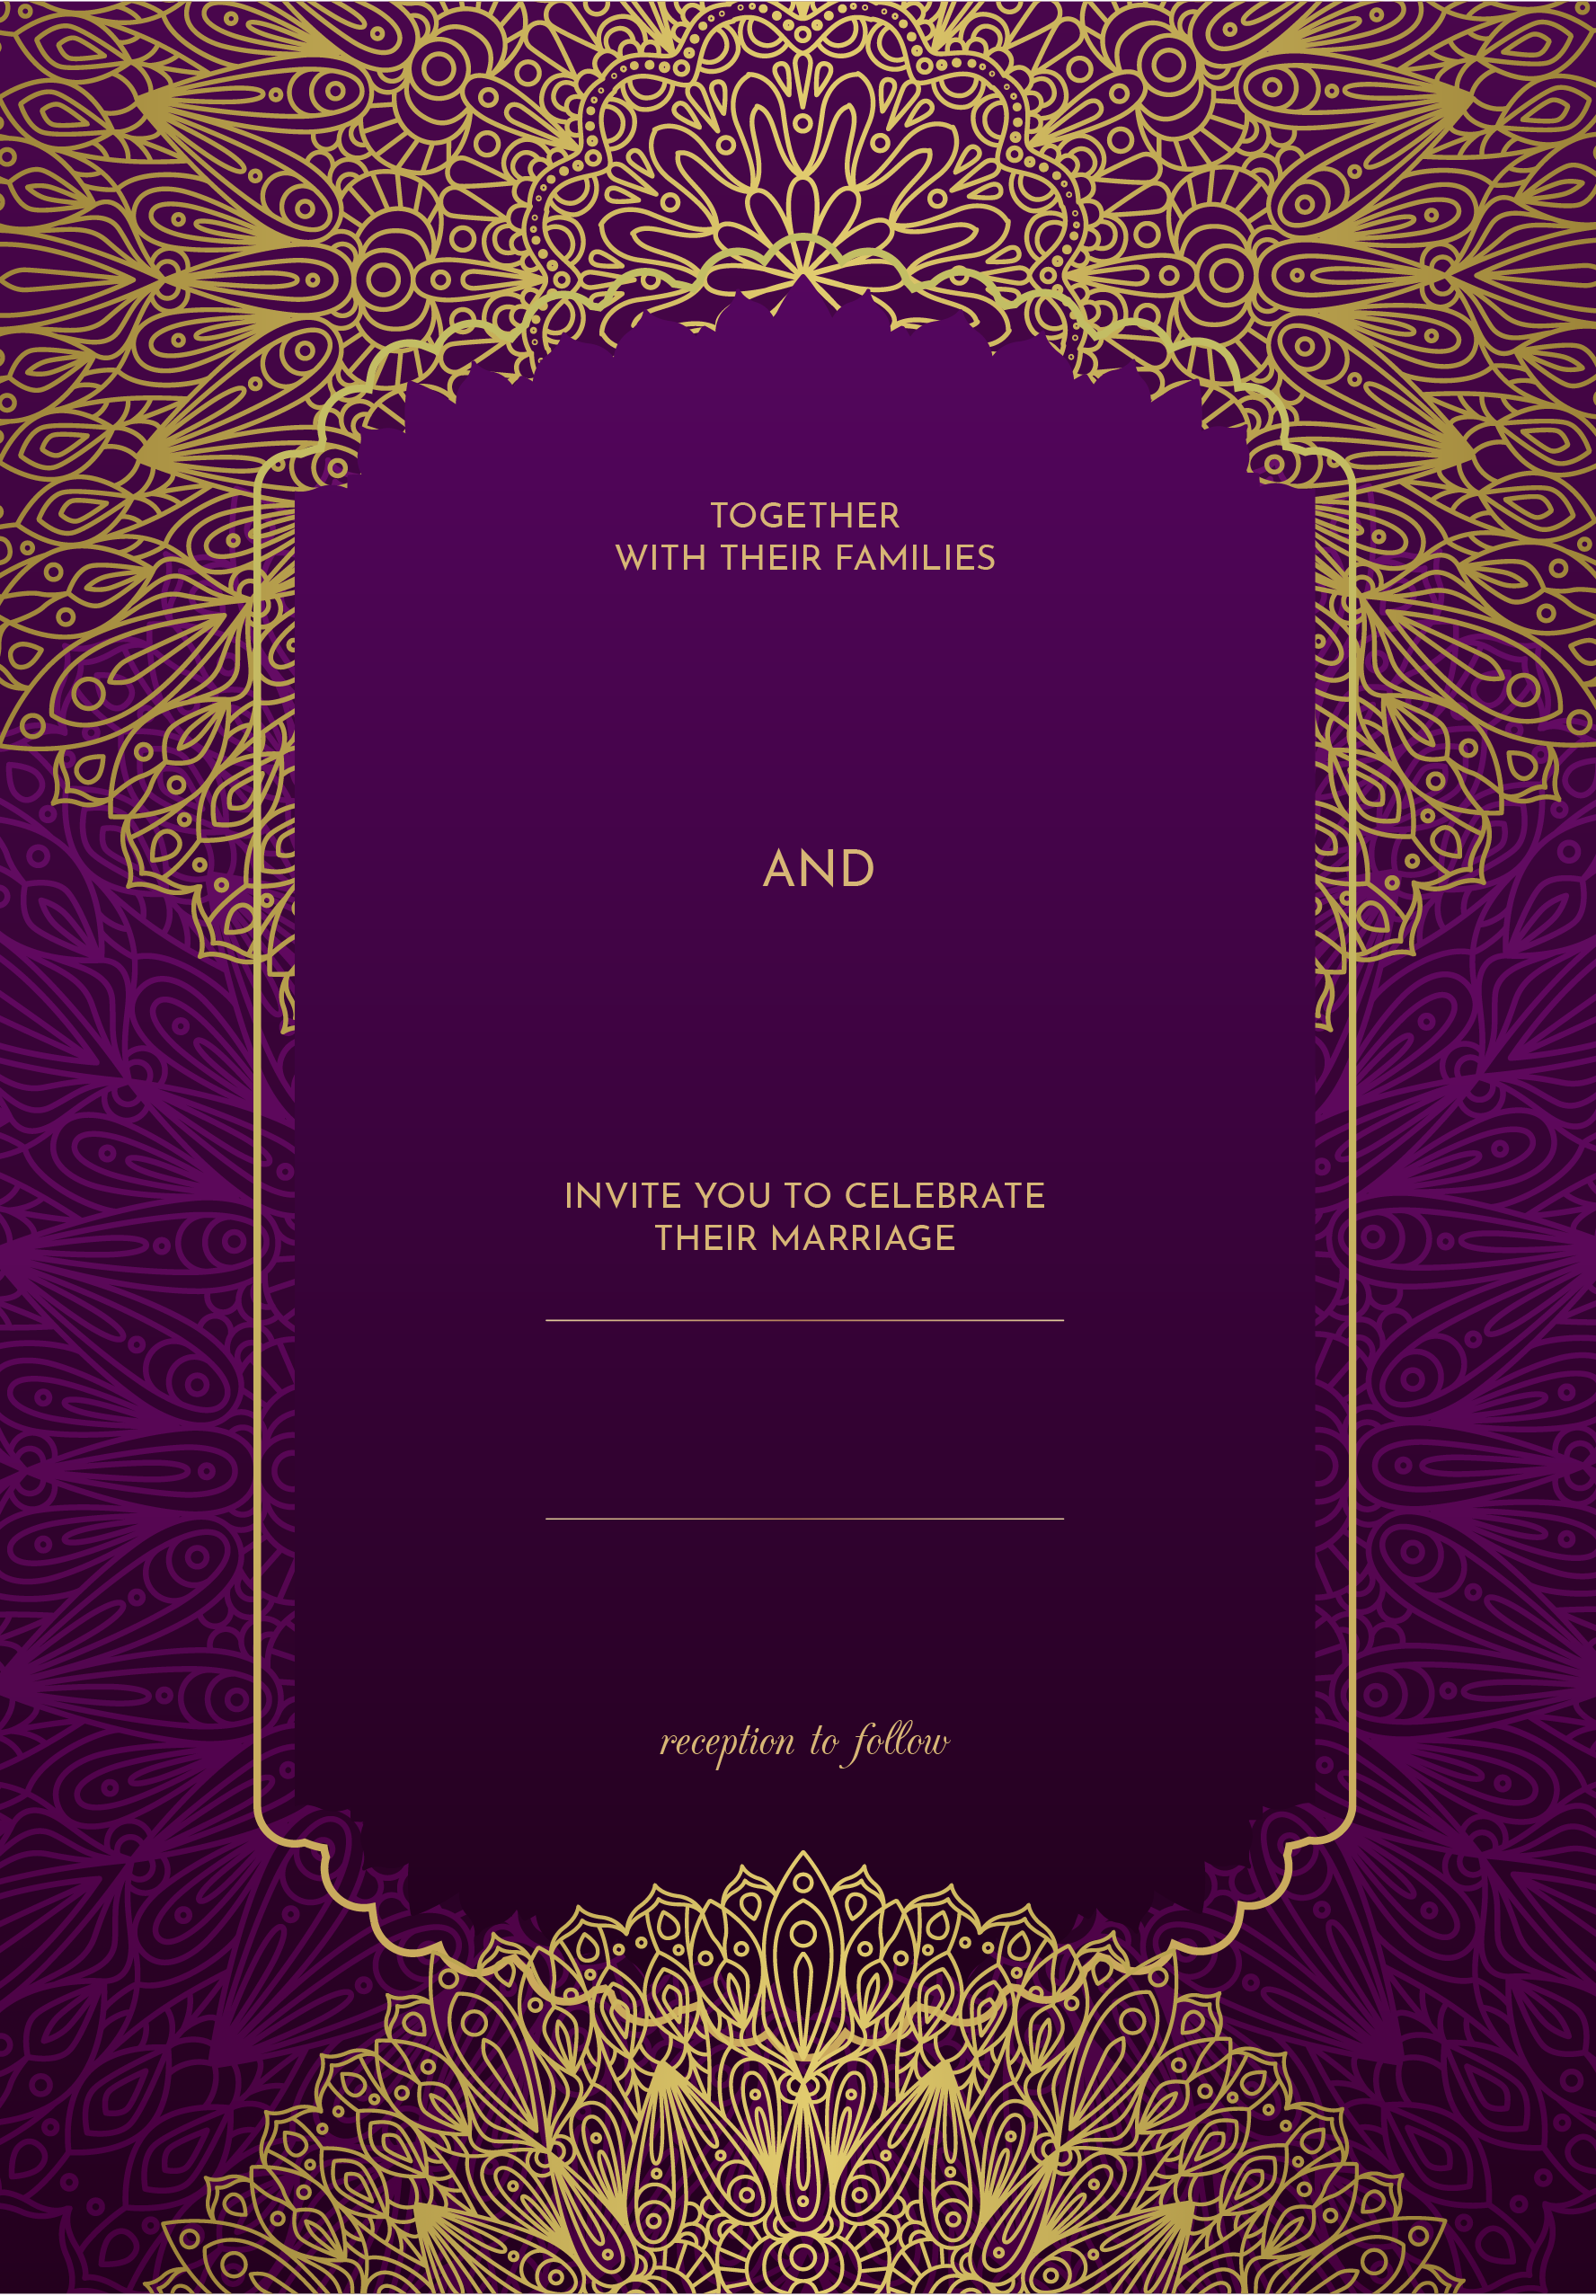 TOGETHER
WITH THEIR FAMILIES
AND
INVITE YOU TO CELEBRATE
THEIR MARRIAGE
reception to follow